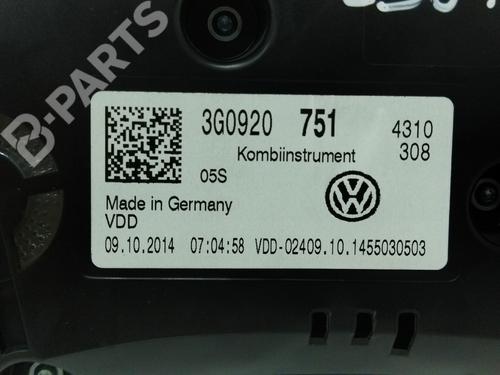 B-PARTS
3G0920 751 4310
Kombiinstrument 308
05S
Made in Germany
VDD
09.10.2014 07:04:58 VDD-02409.10.1455030503